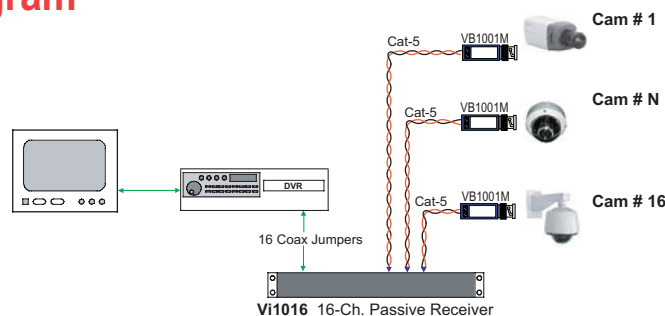 gram
Cam # 1
VB1001M
Cat-5
Cam # N
VB1001M
Cat-5
Cam # 16
VB1001M
Cat-5
DVR
16 Coax Jumpers
Vi1016 16-Ch. Passive Receiver